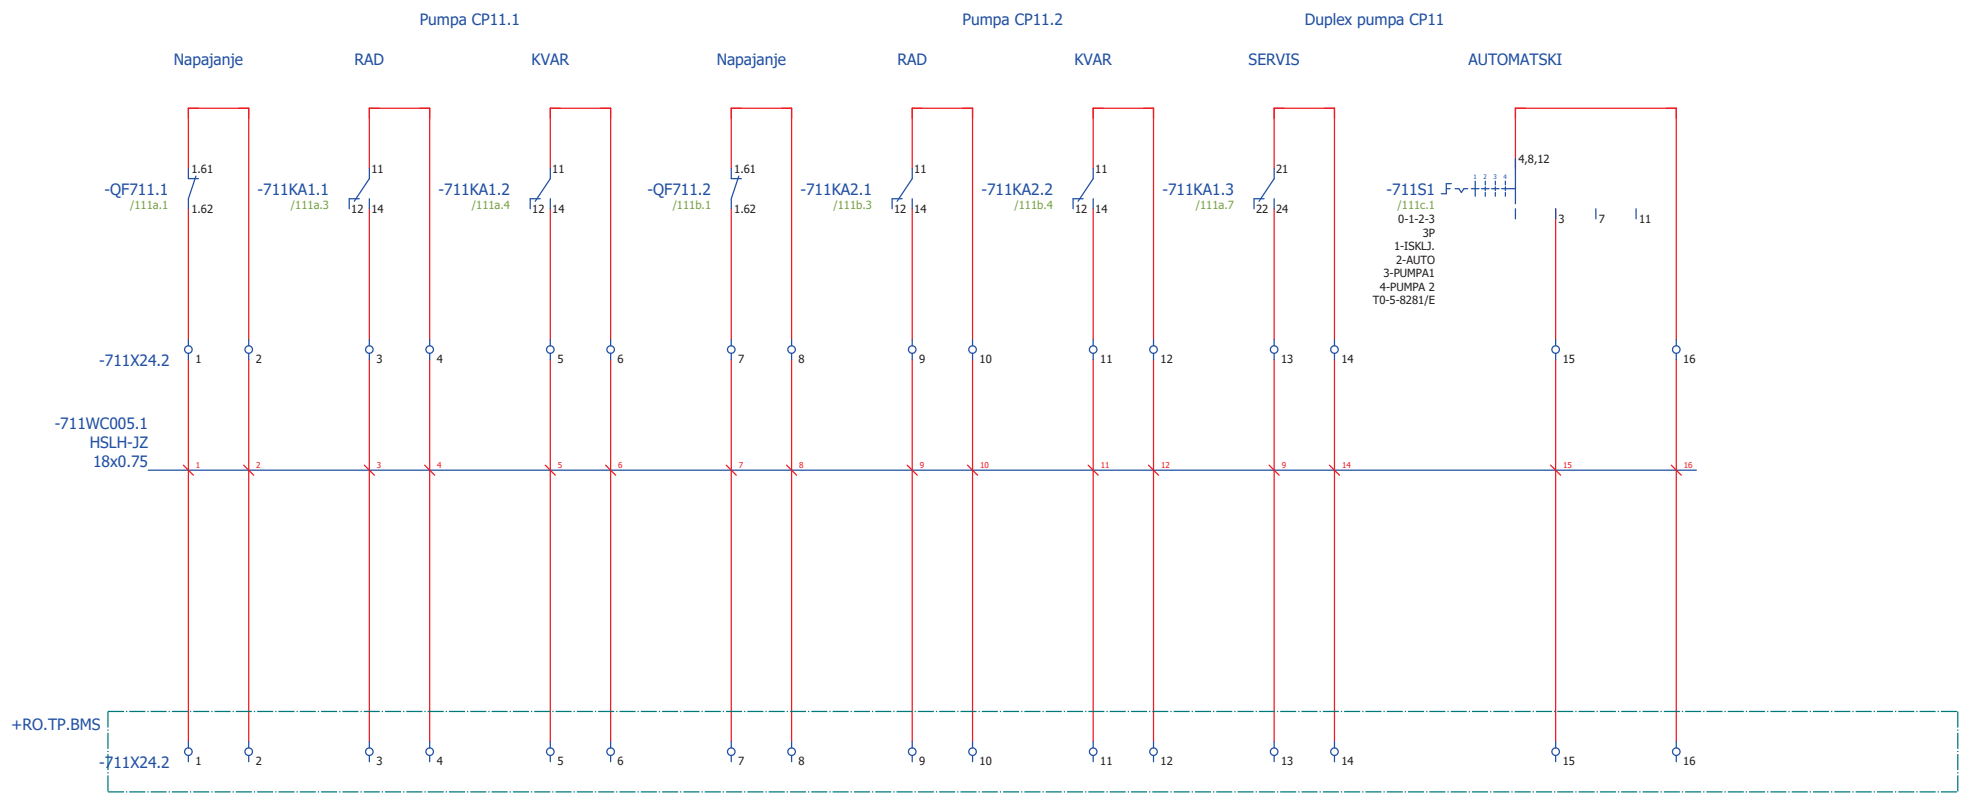 Pumpa CP11.1 Pumpa CP11.2 Duplex pumpa CP11
Napajanje RAD KVAR Napajanje RAD KVAR SERVIS AUTOMATSKI
4,8,12
1.61 11 11 1.61 11 11 21
1 2 3 4
-QF711.1 -711KA1.1 -711KA1.2 -QF711.2 -711KA2.1 -711KA2.2 -711KA1.3 -711S1
/111a.1 /111a.3 /111a.4 /111b.1 /111b.3 /111b.4 /111a.7 /111c.1
1.62 12 14 12 14 1.62 12 14 12 14 22 24
0-1-2-3 3 7 11
3P
1-ISKLJ.
2-AUTO
3-PUMPA1
4-PUMPA 2
T0-5-8281/E
-711X24.2 1 2 3 4 5 6 7 8 9 10 11 12 13 14 15 16
-711WC005.1
HSLH-JZ
18x0.75
1 2 3 4 5 6 7 8 9 10 11 12 9 14 15 16
+RO.TP.BMS
-711X24.2 1 2 3 4 5 6 7 8 9 10 11 12 13 14 15 16